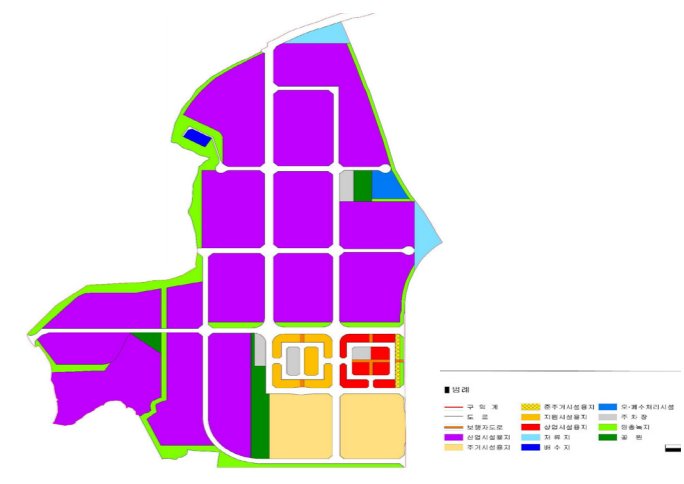 ■ 범례
구 역 계
도 로
보행자도로
산업시설용지
주거시설용지
준주거시설용지
지원시설용지
상업시설용지
저 류 지
배 수 지
오·폐수처리시설
주 차 장
완충녹지
공 원